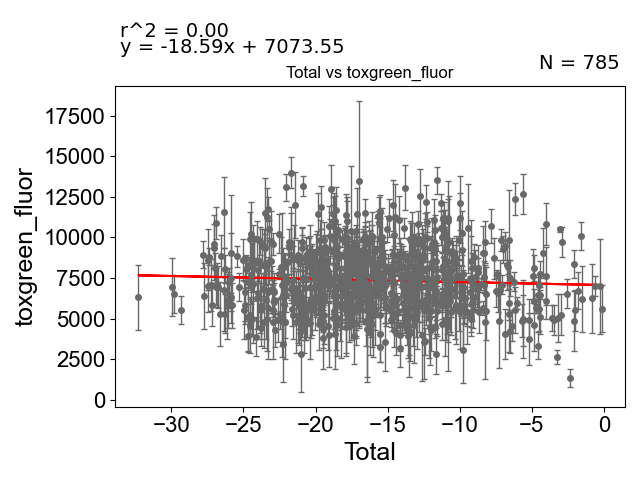 r^2 = 0.00
y = -18.59x + 7073.55
N = 785
Total vs toxgreen_fluor
17500
15000
12500
10000
7500
5000
2500
0
toxgreen_fluor
−30
−25
−20
−15
−10
−5
0
Total